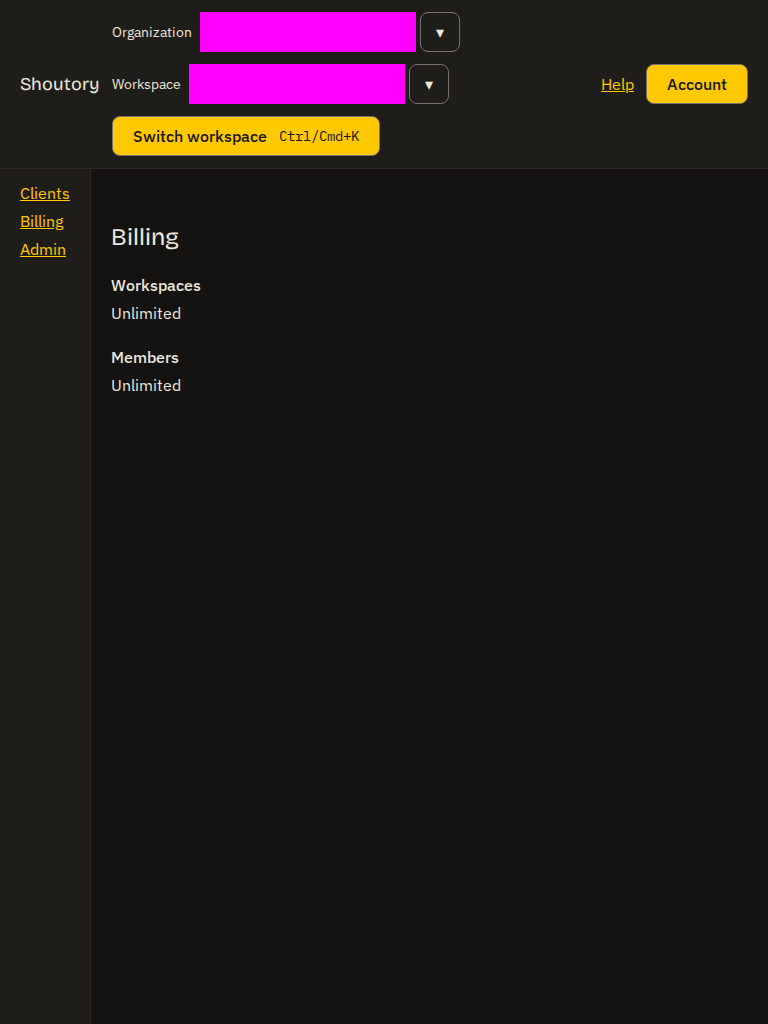 Organization
▼
Shoutory
Workspace
▼
Help
Account
Switch workspace Ctrl/Cmd+K
Clients
Billing
Admin
Billing
Workspaces
Unlimited
Members
Unlimited